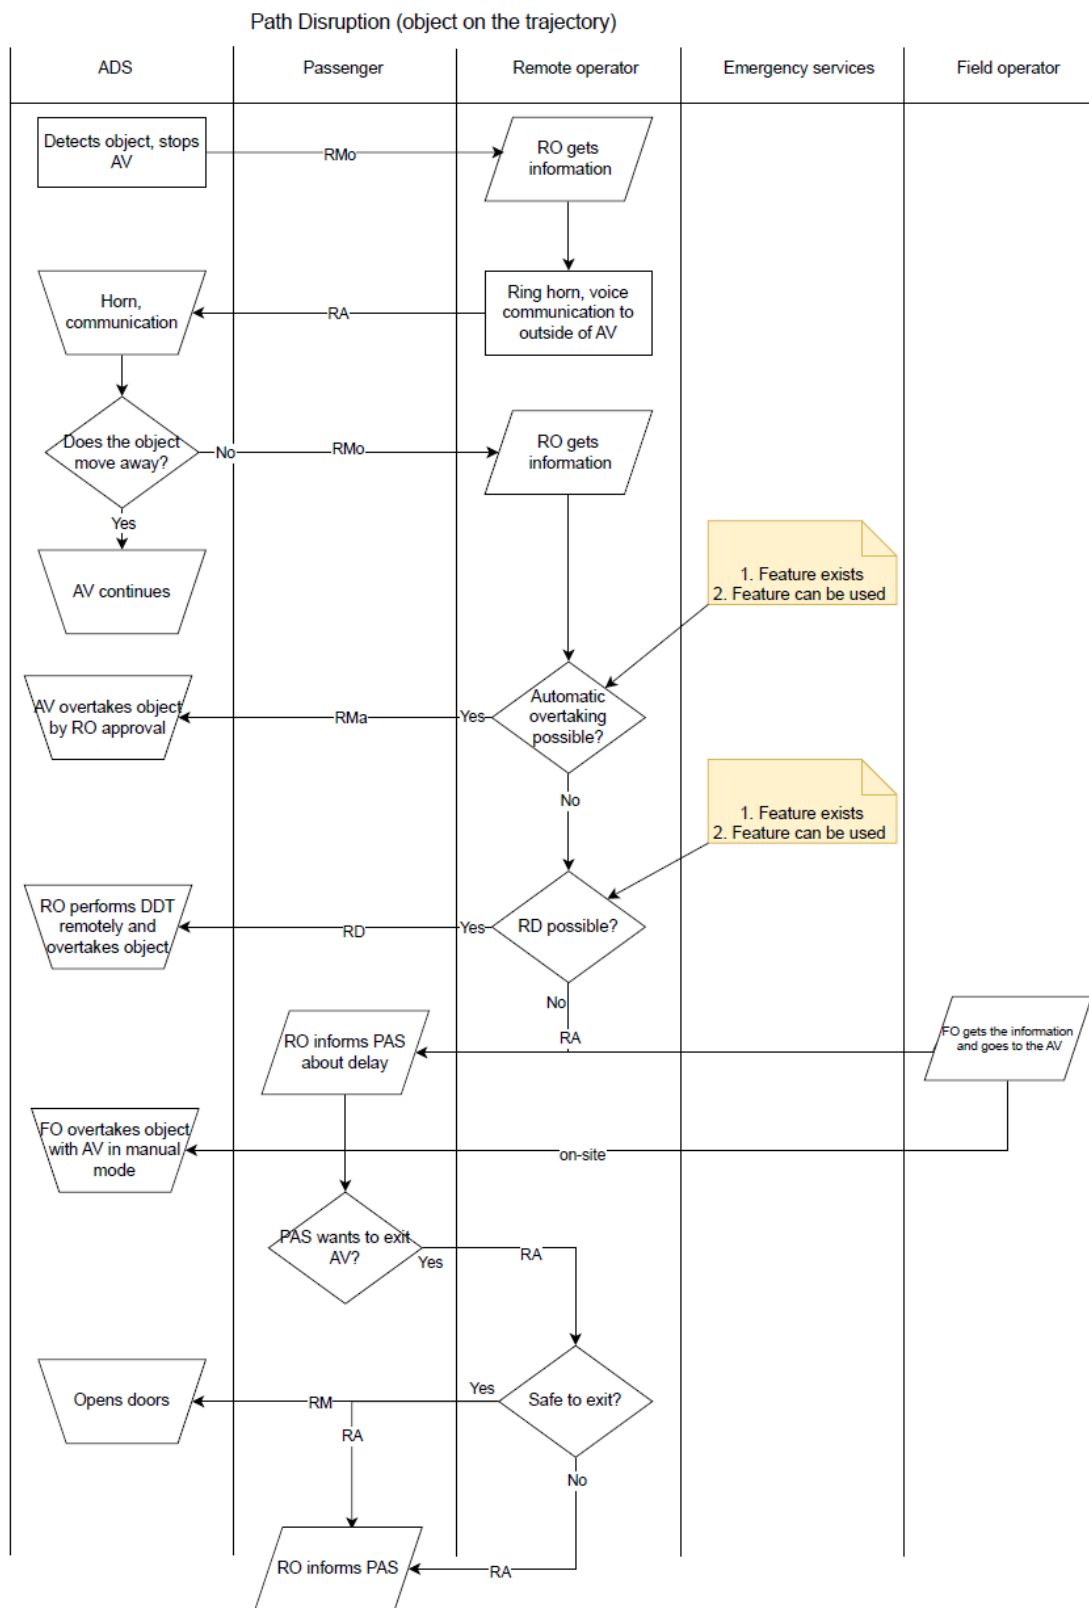 Path Disruption (object on the trajectory)
ADS
Passenger
Remote operator
Emergency services
Field operator
Detects object, stops
AV
RMo
RO gets
information
Horn,
communication
RA
Ring horn, voice
communication to
outside of AV
Does the object
move away?
No
RMo
RO gets
information
Yes
AV continues
1. Feature exists
2. Feature can be used
AV overtakes object
by RO approval
RMa
Yes
Automatic
overtaking
possible?
No
1. Feature exists
2. Feature can be used
RO performs DDT
remotely and
overtakes object
RD
Yes
RD possible?
No
RA
RO informs PAS
about delay
FO gets the information
and goes to the AV
FO overtakes object
with AV in manual
mode
on-site
PAS wants to exit
AV?
Yes
RA
Opens doors
RM
RA
Yes
Safe to exit?
No
RO informs PAS
RA